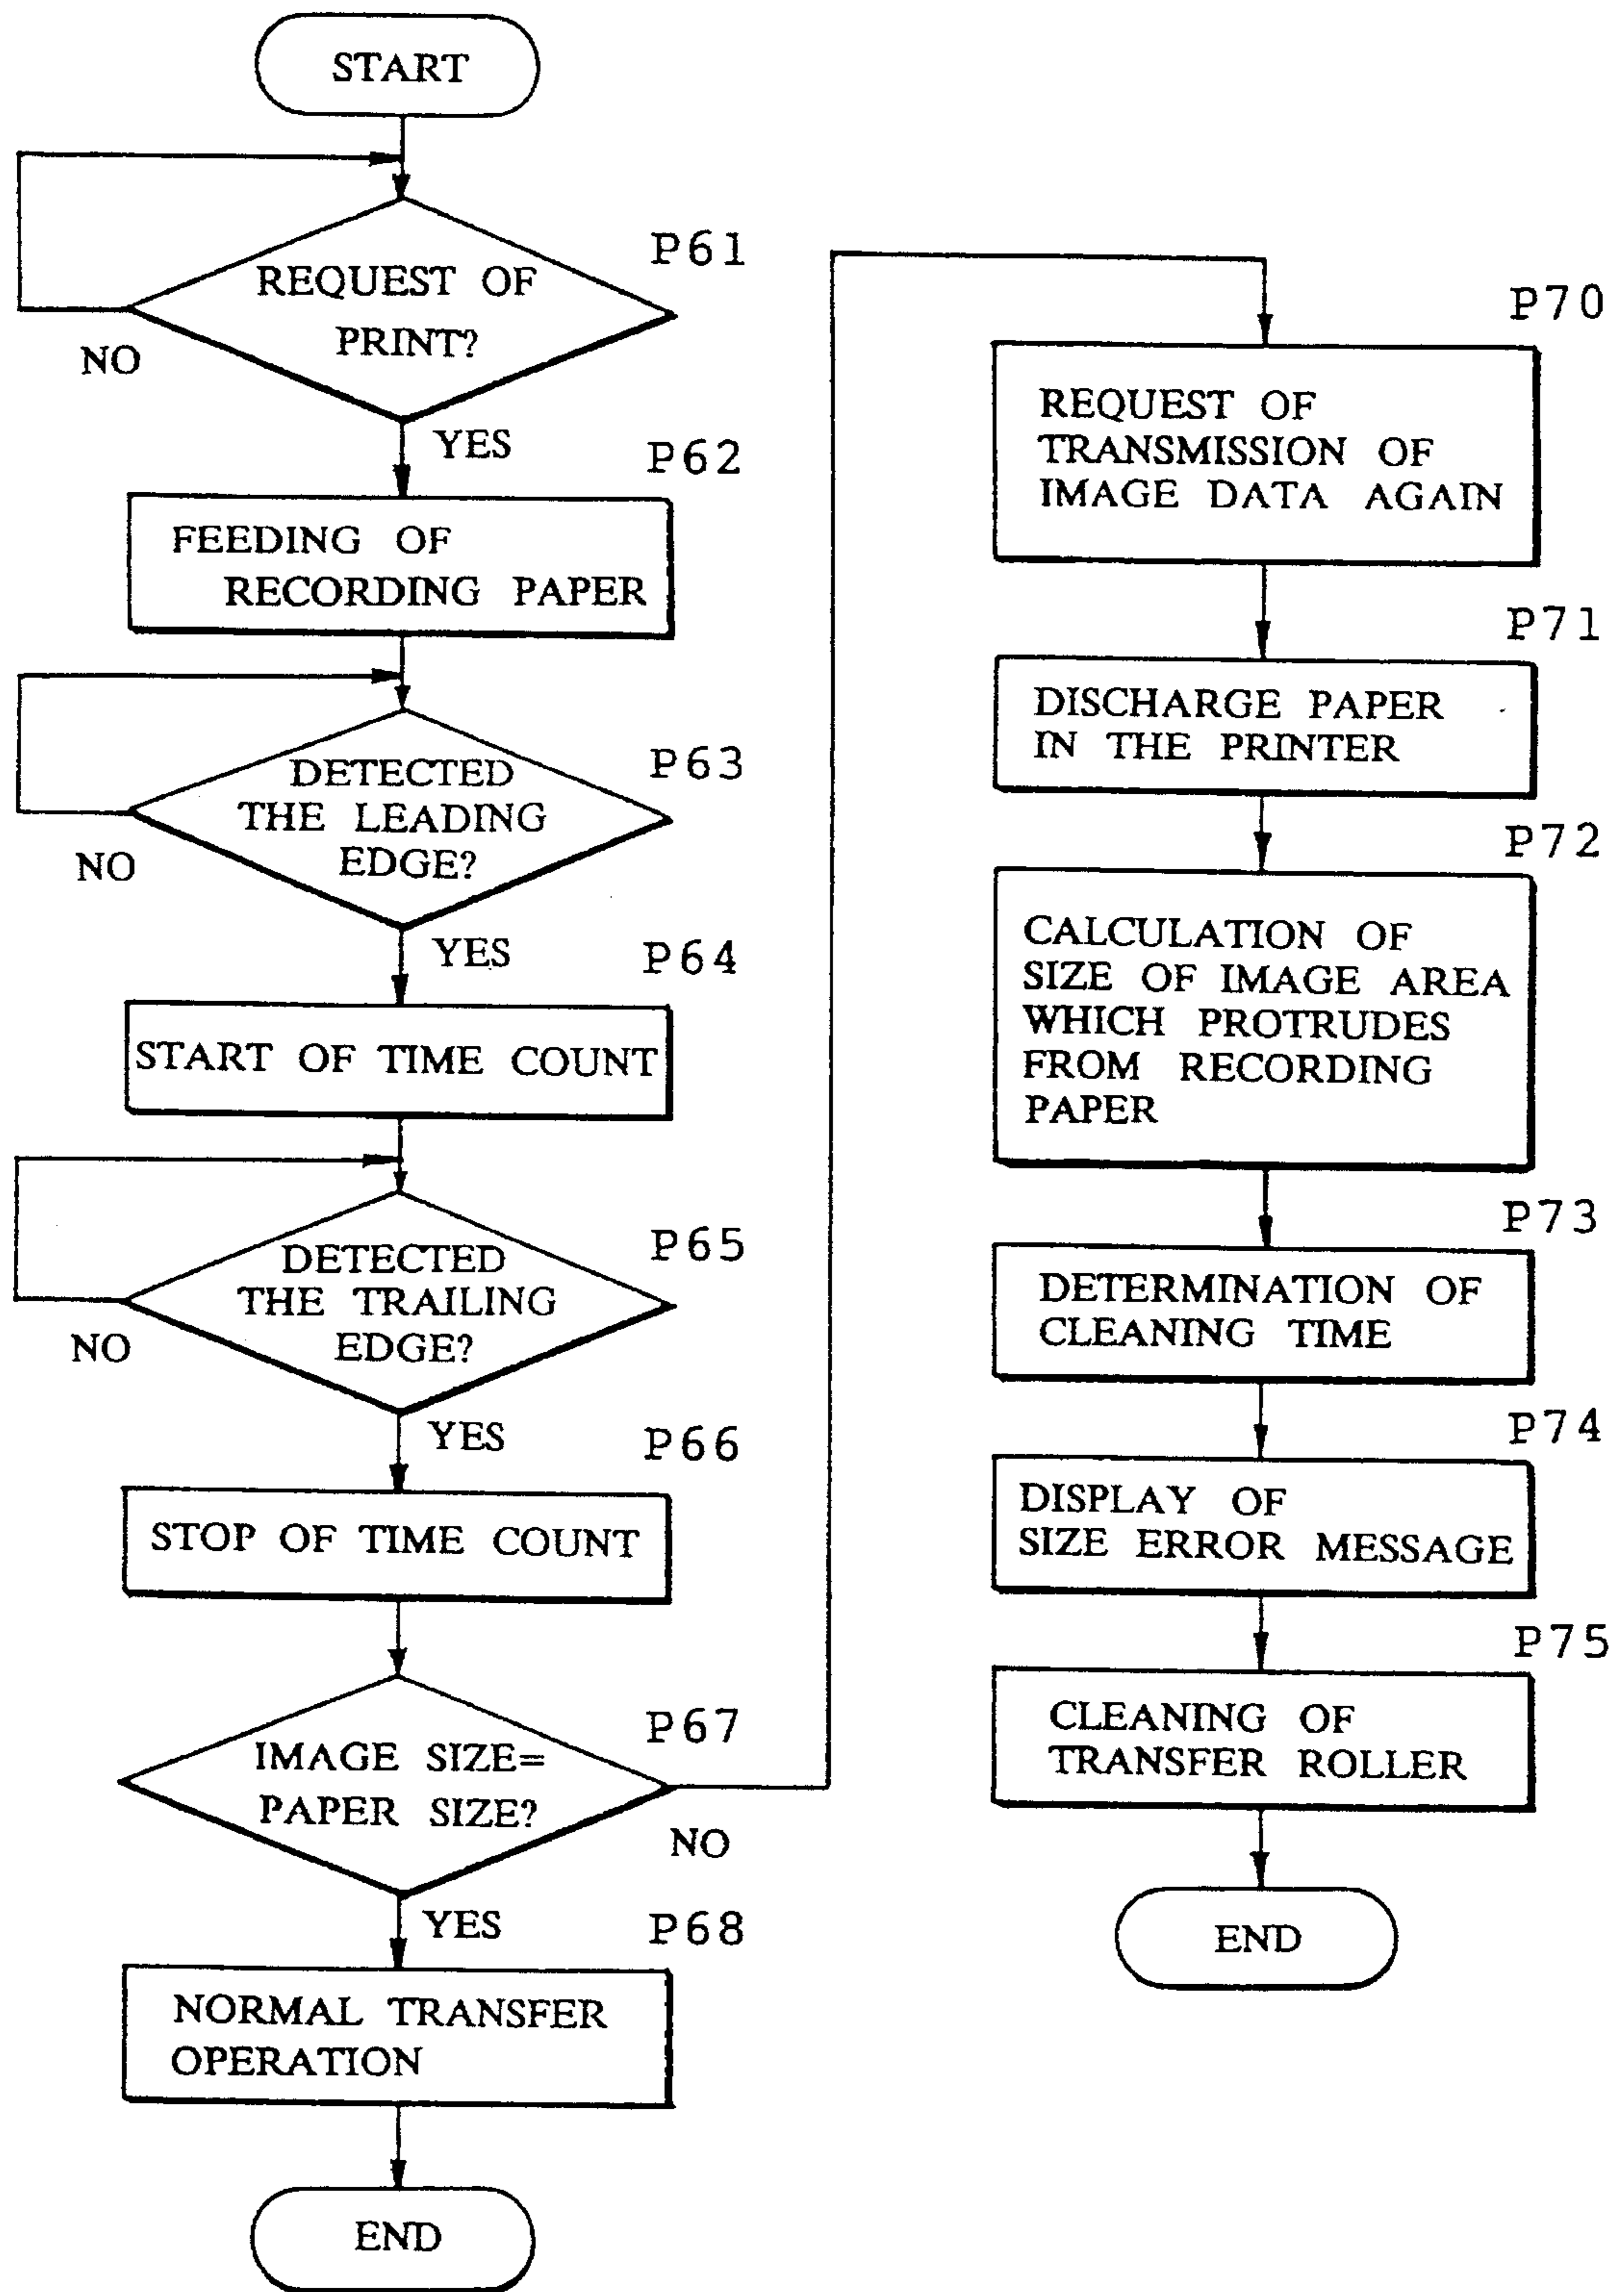 START
P61
REQUEST OF
PRINT?
NO
YES
P62
FEEDING OF
RECORDING PAPER
P63
DETECTED
THE LEADING
EDGE?
NO
YES
P64
START OF TIME COUNT
P65
DETECTED
THE TRAILING
EDGE?
NO
YES
P66
STOP OF TIME COUNT
P67
IMAGE SIZE=
PAPER SIZE?
NO
YES
P68
NORMAL TRANSFER
OPERATION
END
P70
REQUEST OF
TRANSMISSION OF
IMAGE DATA AGAIN
P71
DISCHARGE PAPER
IN THE PRINTER
P72
CALCULATION OF
SIZE OF IMAGE AREA
WHICH PROTRUDES
FROM RECORDING
PAPER
P73
DETERMINATION OF
CLEANING TIME
P74
DISPLAY OF
SIZE ERROR MESSAGE
P75
CLEANING OF
TRANSFER ROLLER
END